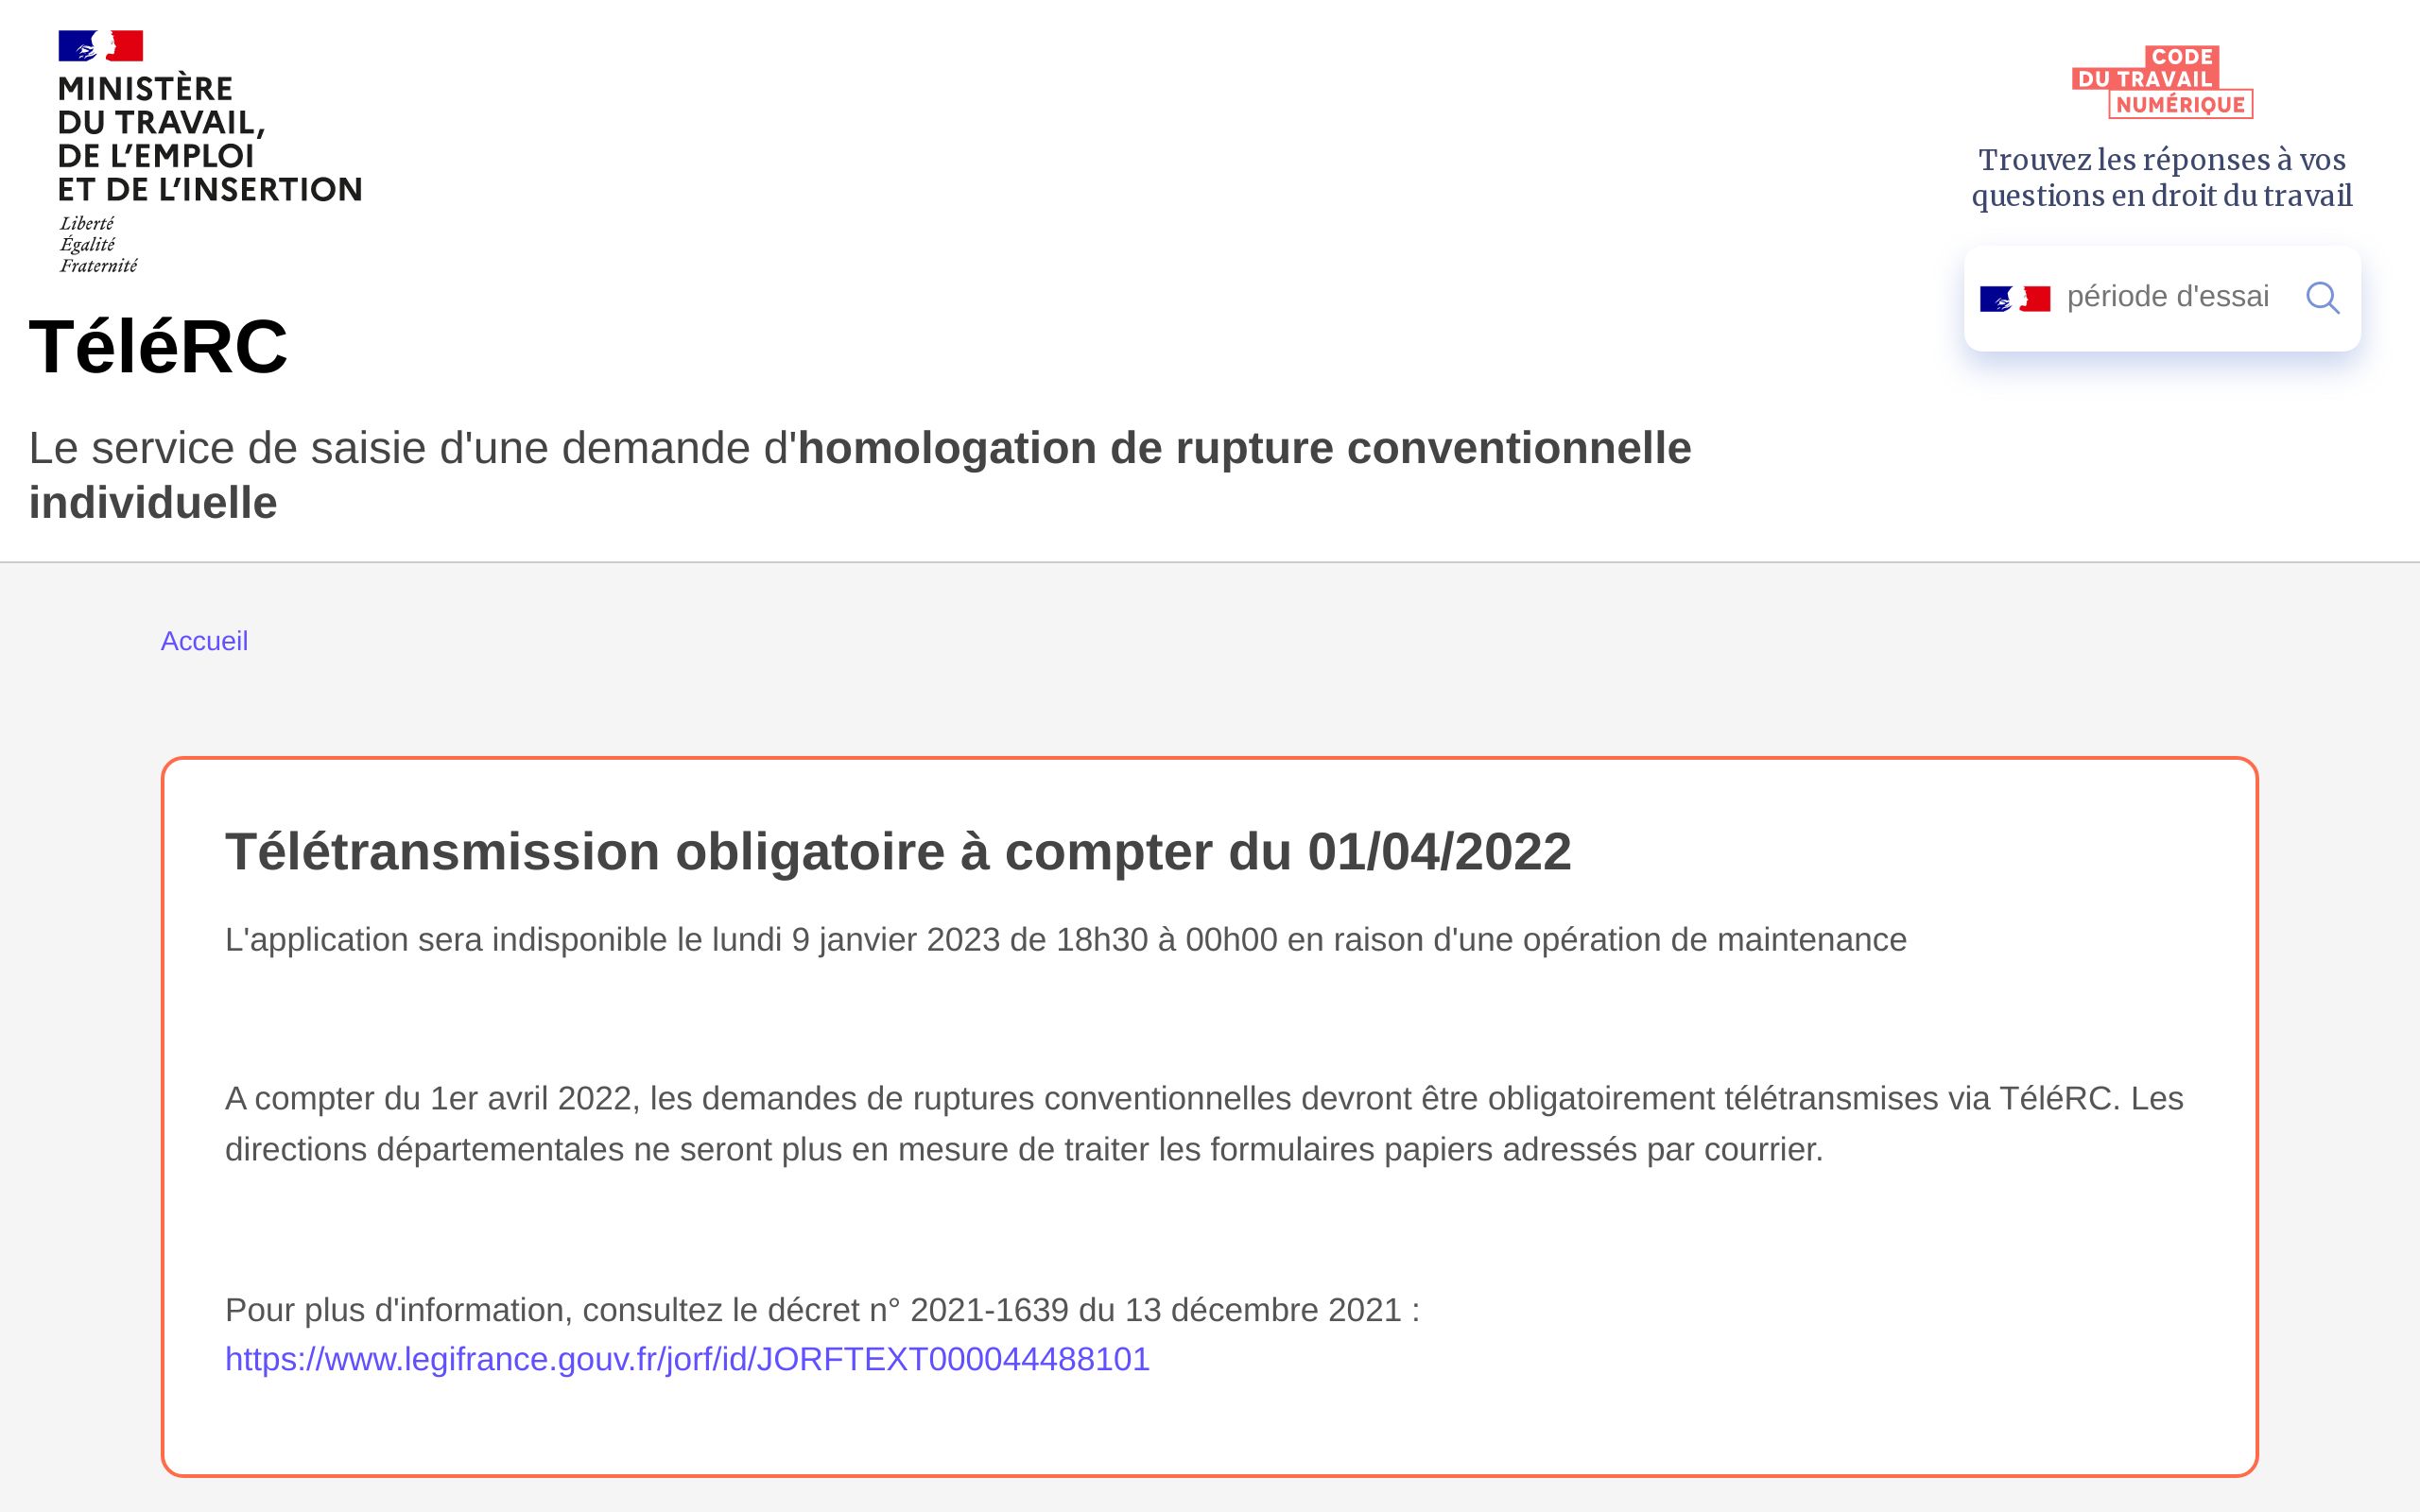 MINISTÈRE
DU TRAVAIL,
DE L'EMPLOI
ET DE L'INSERTION
Liberté
Égalité
Fraternité
CODE
DU TRAVAIL
NUMÉRIQUE
Trouvez les réponses à vos
questions en droit du travail
période d'essai
TéléRC
Le service de saisie d'une demande d'homologation de rupture conventionnelle
individuelle
Accueil
Télétransmission obligatoire à compter du 01/04/2022
L'application sera indisponible le lundi 9 janvier 2023 de 18h30 à 00h00 en raison d'une opération de maintenance
A compter du 1er avril 2022, les demandes de ruptures conventionnelles devront être obligatoirement télétransmises via TéléRC. Les
directions départementales ne seront plus en mesure de traiter les formulaires papiers adressés par courrier.
Pour plus d'information, consultez le décret n° 2021-1639 du 13 décembre 2021 :
https://www.legifrance.gouv.fr/jorf/id/JORFTEXT000044488101